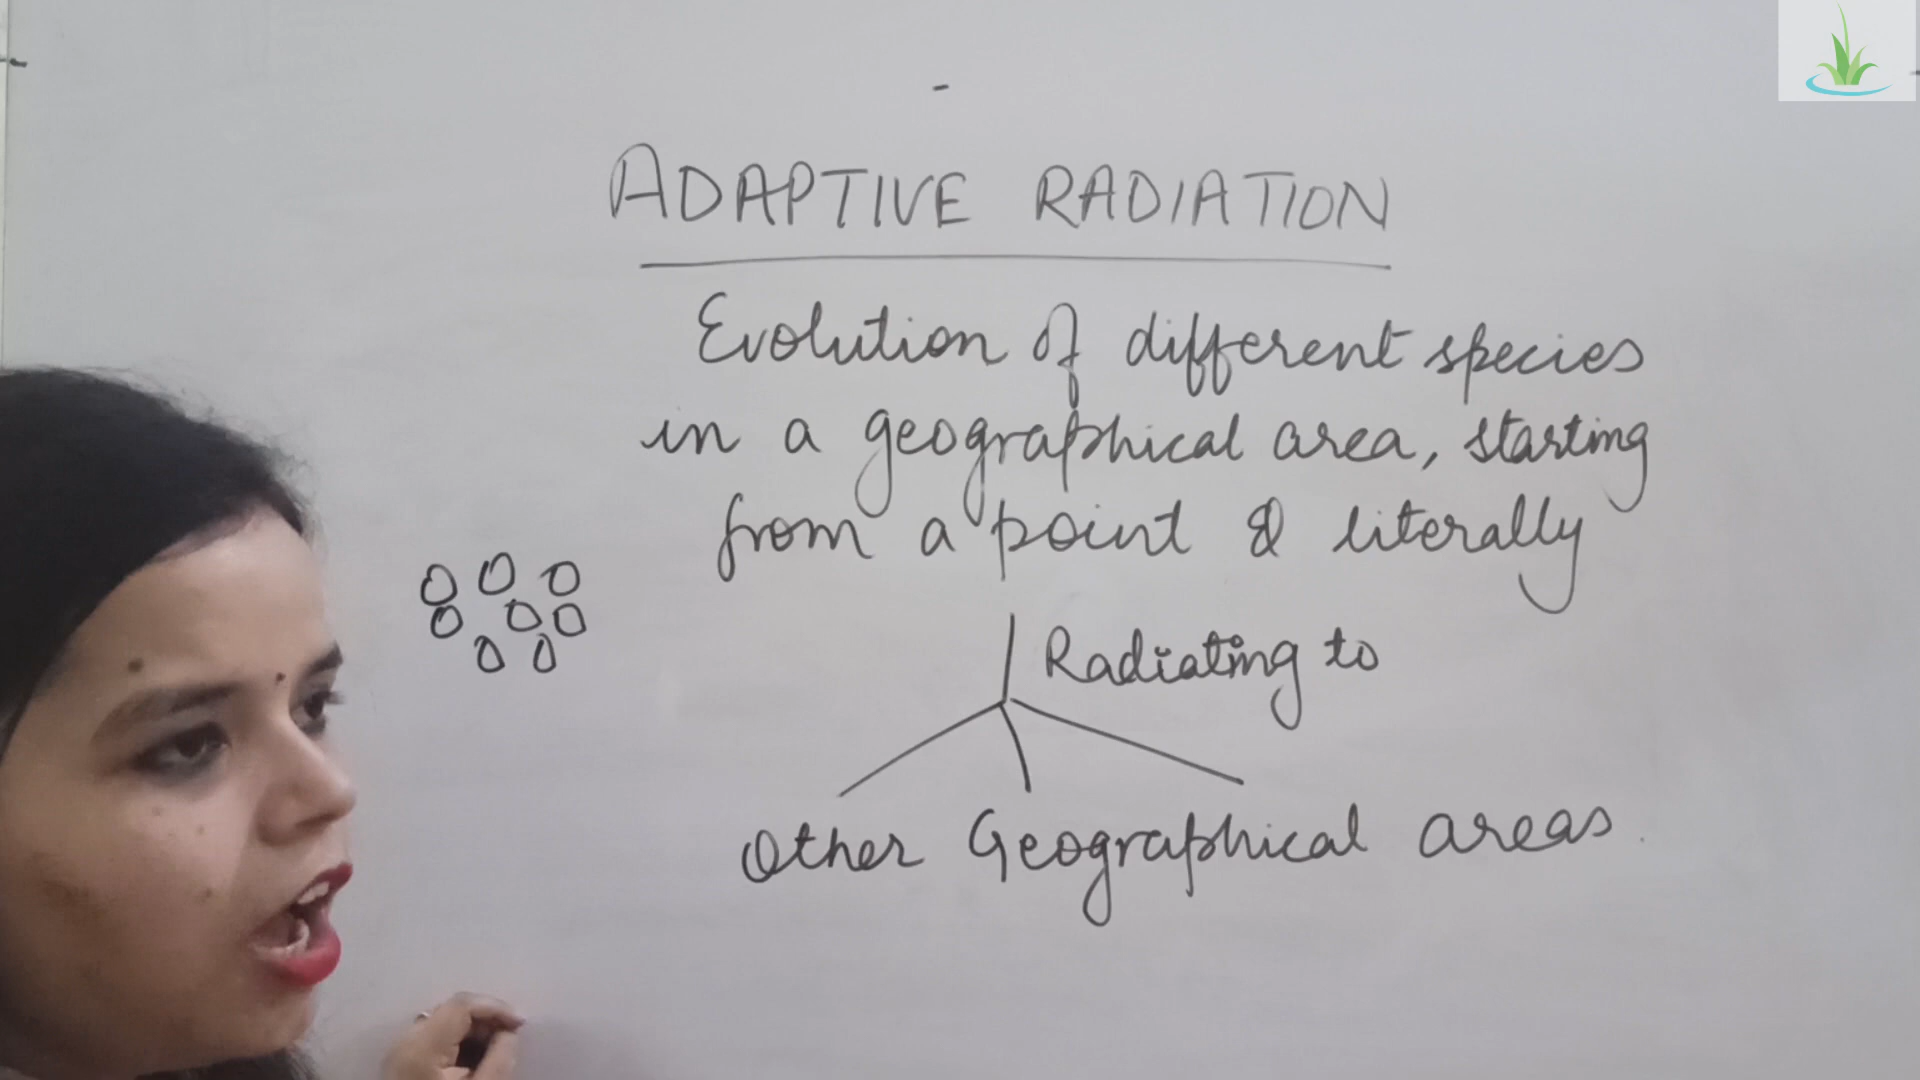 ADAPTIVE RADIATION
Evolution of different species
in a geographical area, starting
from a point & literally
Radiating to
Other Geographical areas.